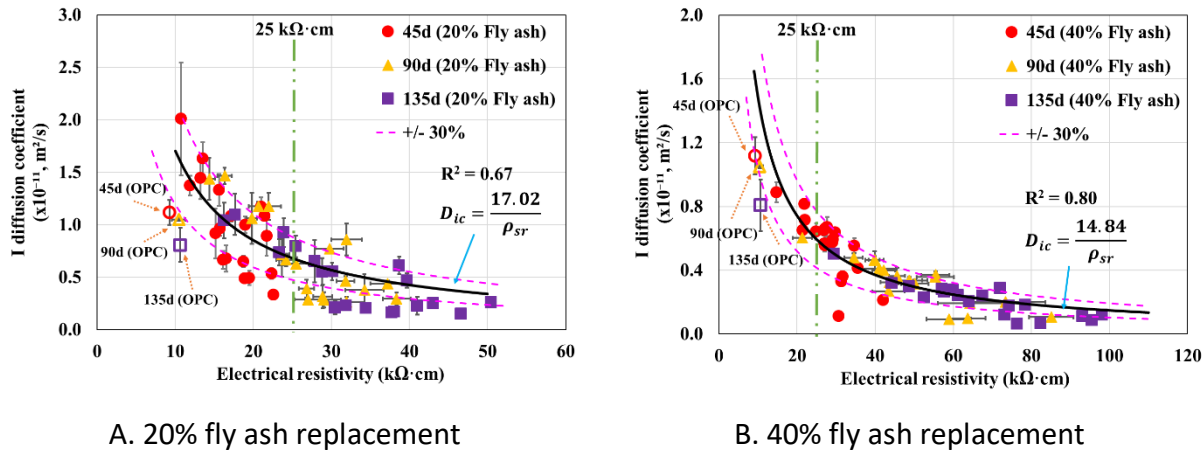 A.
3.0
2.5
2.0
1.5
1.0
0.5
0.0
I diffusion coefficient
(x10⁻¹¹, m²/s)
25 kΩ·cm
45d (20% Fly ash)
90d (20% Fly ash)
135d (20% Fly ash)
+/- 30%
R² = 0.67
D_ic = 17.02 / ρ_sr
45d (OPC)
90d (OPC)
135d (OPC)
0 10 20 30 40 50 60
Electrical resistivity (kΩ·cm)
A. 20% fly ash replacement
B.
2.0
1.6
1.2
0.8
0.4
0.0
I diffusion coefficient
(x10⁻¹¹, m²/s)
25 kΩ·cm
45d (40% Fly ash)
90d (40% Fly ash)
135d (40% Fly ash)
+/- 30%
R² = 0.80
D_ic = 14.84 / ρ_sr
45d (OPC)
90d (OPC)
135d (OPC)
0 20 40 60 80 100 120
Electrical resistivity (kΩ·cm)
B. 40% fly ash replacement